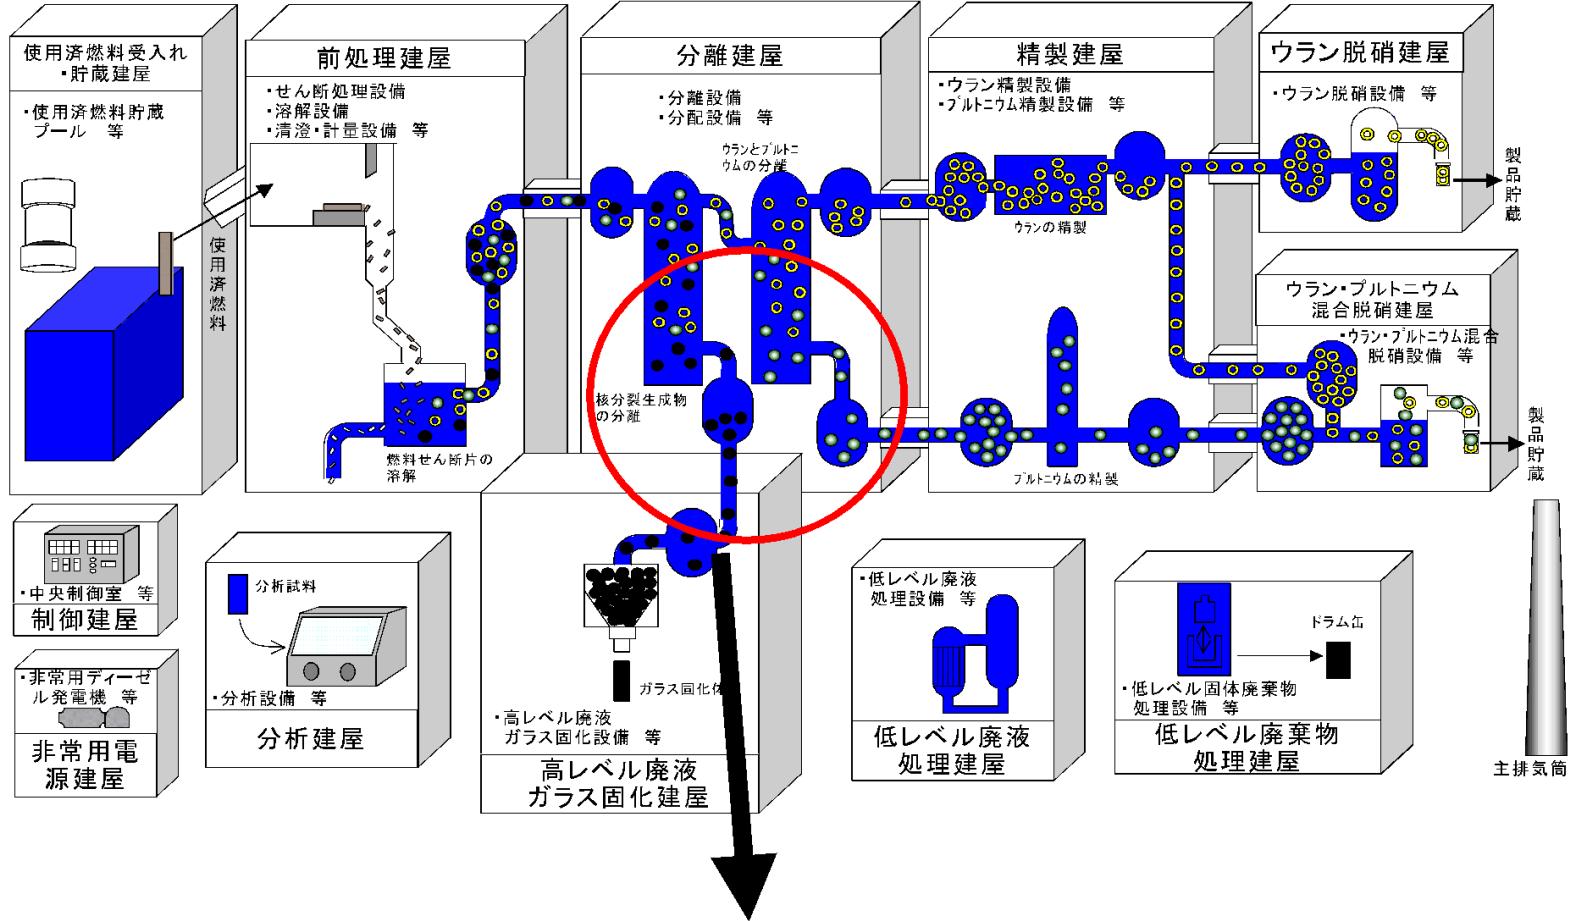 使用済燃料受入れ
・貯蔵建屋
・使用済燃料貯蔵
プール 等
使用済燃料
前処理建屋
・せん断処理設備
・溶解設備
・清澄・計量設備 等
燃料せん断片の
溶解
分離建屋
・分離設備
・分配設備 等
ウランとプルトニ
ウムの分離
核分裂生成物
の分離
精製建屋
・ウラン精製設備
・プルトニウム精製設備 等
ウランの精製
プルトニウムの精製
ウラン脱硝建屋
・ウラン脱硝設備 等
製品貯蔵
ウラン・プルトニウム
混合脱硝建屋
・ウラン・プルトニウム混合
脱硝設備 等
製品貯蔵
・中央制御室 等
制御建屋
・非常用ディーゼ
ル発電機 等
非常用電
源建屋
分析試料
・分析設備 等
分析建屋
ガラス固化体
・高レベル廃液
ガラス固化設備 等
高レベル廃液
ガラス固化建屋
・低レベル廃液
処理設備 等
低レベル廃液
処理建屋
ドラム缶
・低レベル固体廃棄物
処理設備 等
低レベル廃棄物
処理建屋
主排気筒